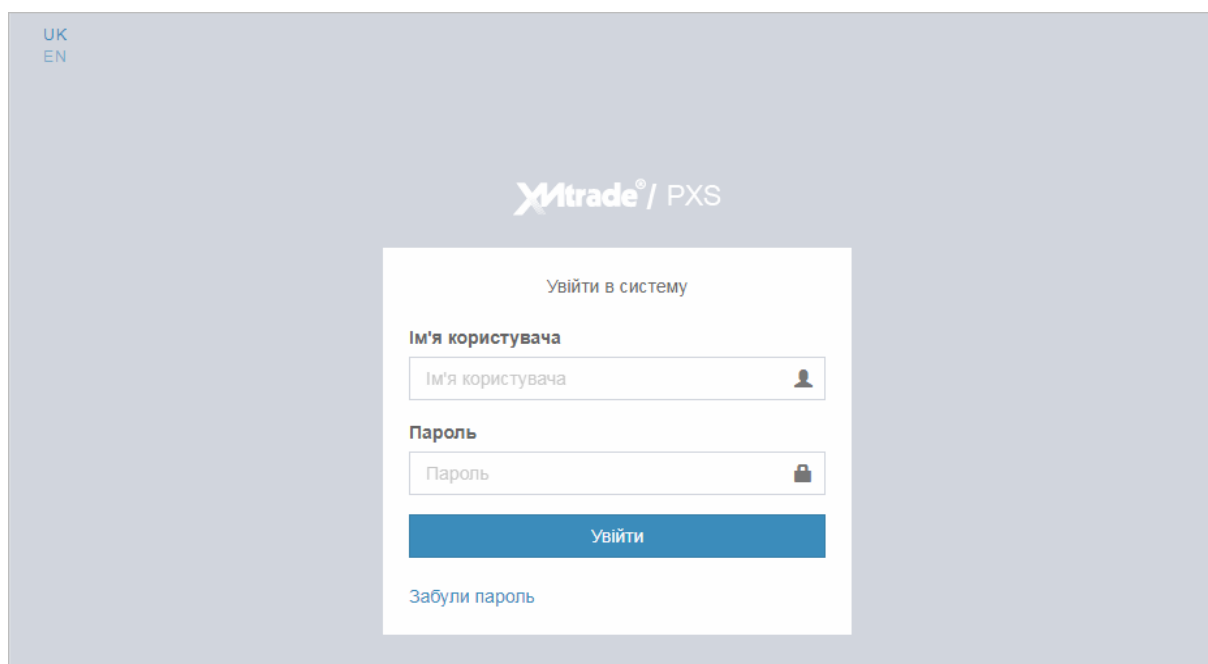 UK
EN
XMtrade®/ PXS
Увійти в систему
Ім'я користувача
Ім'я користувача
Пароль
Пароль
Увійти
Забули пароль